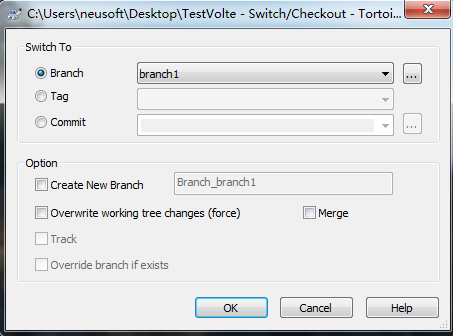 C:\Users\neusoft\Desktop\TestVolte - Switch/Checkout - Tortoi...
Switch To
Branch branch1 ...
Tag
Commit ...
Option
Create New Branch Branch_branch1
Overwrite working tree changes (force) Merge
Track
Override branch if exists
OK Cancel Help